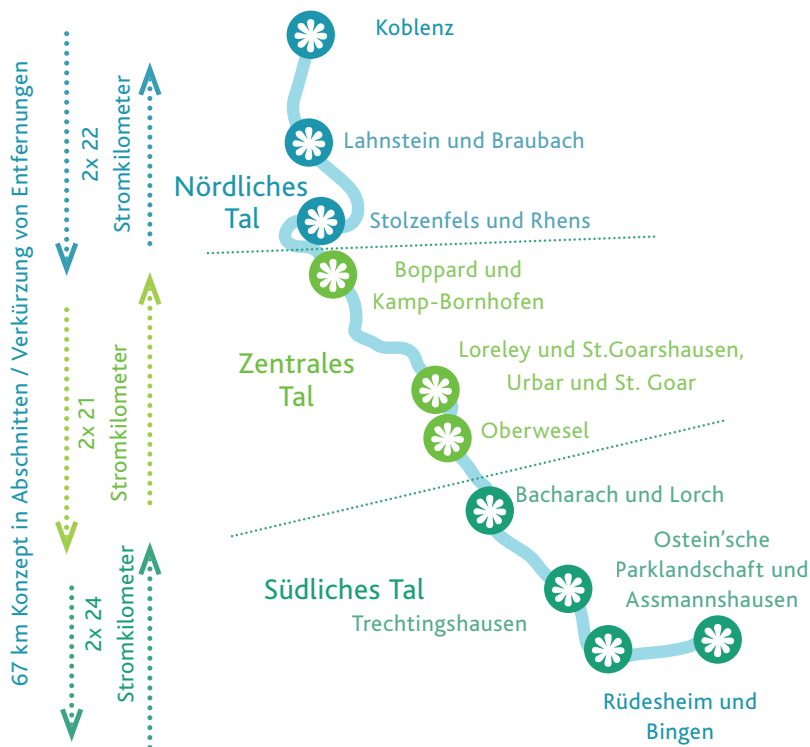 67 km Konzept in Abschnitten / Verkürzung von Entfernungen
2x 22
Stromkilometer
Koblenz
Lahnstein und Braubach
Nördliches
Tal
Stolzenfels und Rhens
2x 21
Stromkilometer
Boppard und
Kamp-Bornhofen
Zentrales
Tal
Loreley und St.Goarshausen,
Urbar und St. Goar
Oberwesel
2x 24
Stromkilometer
Bacharach und Lorch
Südliches Tal
Trechtingshausen
Ostein’sche
Parklandschaft und
Assmannshausen
Rüdesheim und
Bingen